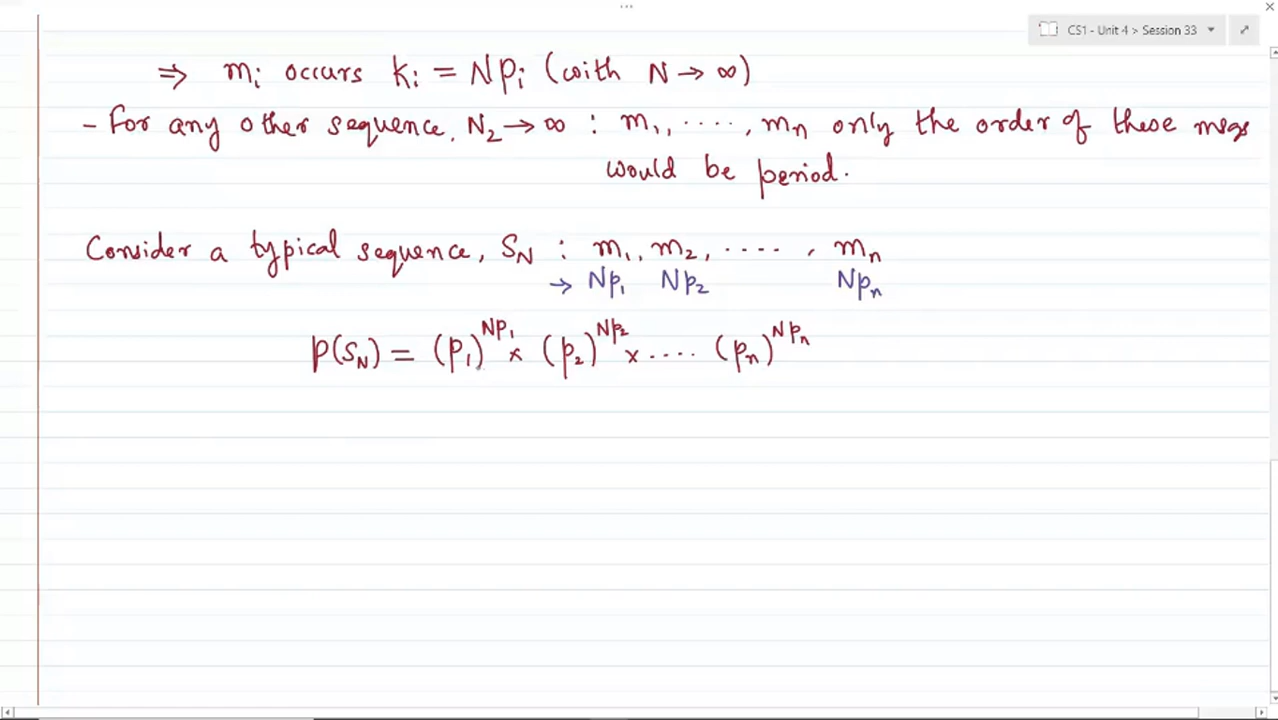 CS1 - Unit 4 > Session 33
⇒ mᵢ occurs kᵢ = Npᵢ (with N → ∞)
- For any other sequence, N₂ → ∞ : m₁, ....., mₙ only the order of these msgs
would be period.
Consider a typical sequence, S_N : m₁, m₂, ....., mₙ
→ Np₁ Np₂ Npₙ
P(S_N) = (p₁)^Np₁ × (p₂)^Np₂ × .... (pₙ)^Npₙ